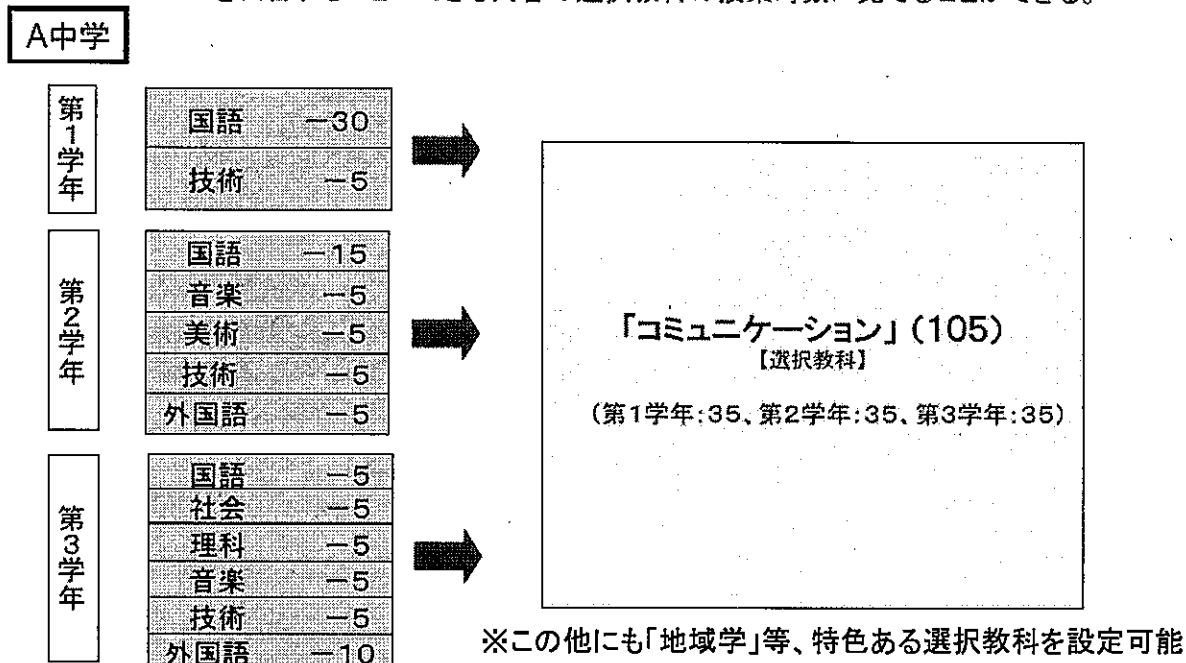 A中学
第1学年
国語 −30
技術 −5
第2学年
国語 −15
音楽 −5
美術 −5
技術 −5
外国語 −5
第3学年
国語 −5
社会 −5
理科 −5
音楽 −5
技術 −5
外国語 −10
「コミュニケーション」(105)
【選択教科】
(第1学年:35、第2学年:35、第3学年:35)
※この他にも「地域学」等、特色ある選択教科を設定可能